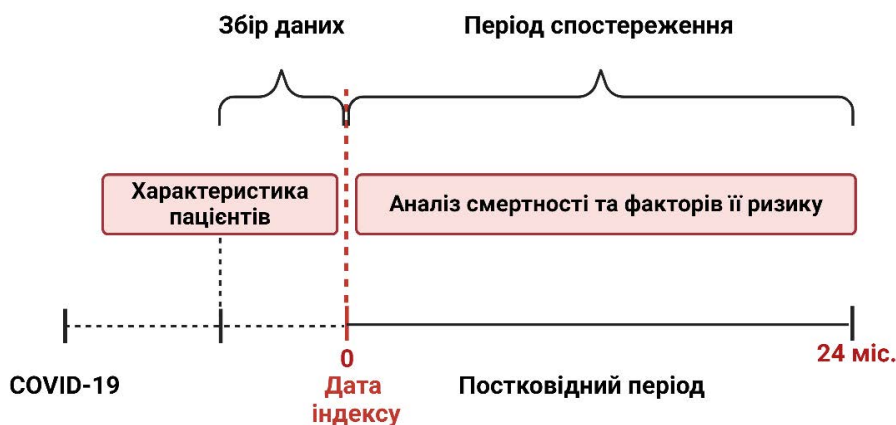 Збір даних
Період спостереження
Характеристика
пацієнтів
Аналіз смертності та факторів її ризику
0
24 міс.
COVID-19
Дата
індексу
Постковідний період